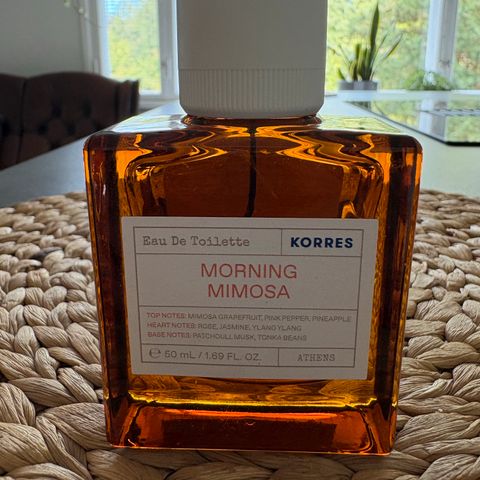 Eau De Toilette
KORRES
MORNING
MIMOSA
TOP NOTES: MIMOSA GRAPEFRUIT, PINK PEPPER, PINEAPPLE
HEART NOTES: ROSE, JASMINE, YLANG YLANG
BASE NOTES: PATCHOULI, MUSK, TONKA BEANS
℮ 50 mL / 1.69 FL. OZ.
ATHENS